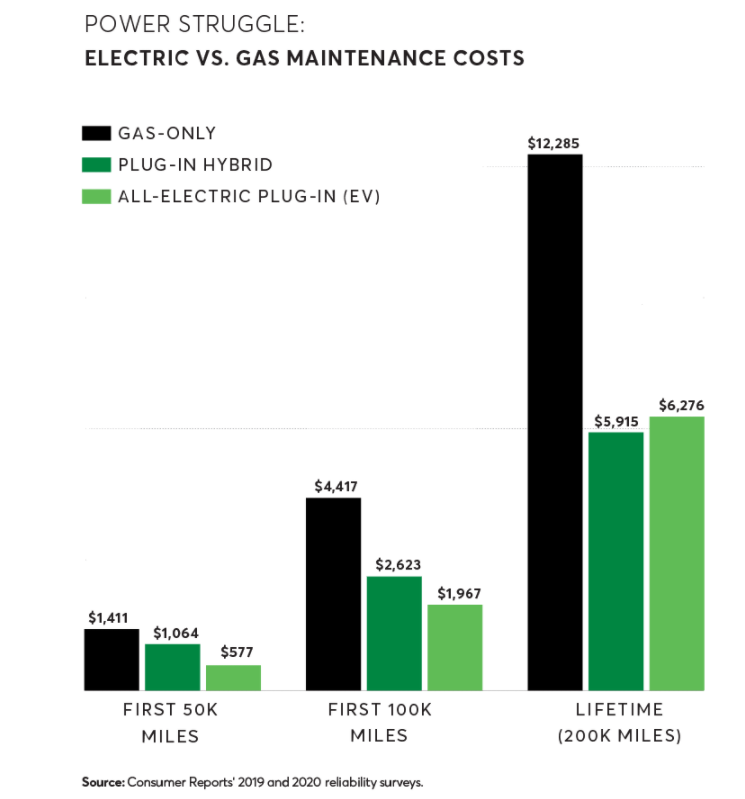 POWER STRUGGLE:
ELECTRIC VS. GAS MAINTENANCE COSTS
GAS-ONLY
PLUG-IN HYBRID
ALL-ELECTRIC PLUG-IN (EV)
$1,411
$1,064
$577
$4,417
$2,623
$1,967
$12,285
$5,915
$6,276
FIRST 50K
MILES
FIRST 100K
MILES
LIFETIME
(200K MILES)
Source: Consumer Reports' 2019 and 2020 reliability surveys.